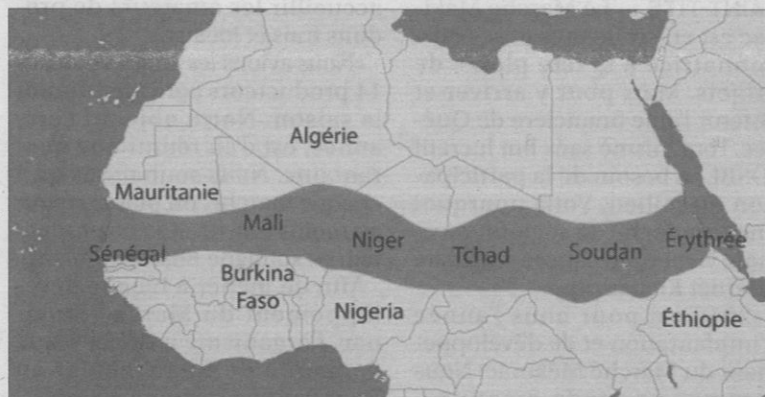 Algérie
Mauritanie
Mali
Niger
Tchad
Soudan
Érythrée
Sénégal
Burkina
Faso
Nigeria
Éthiopie